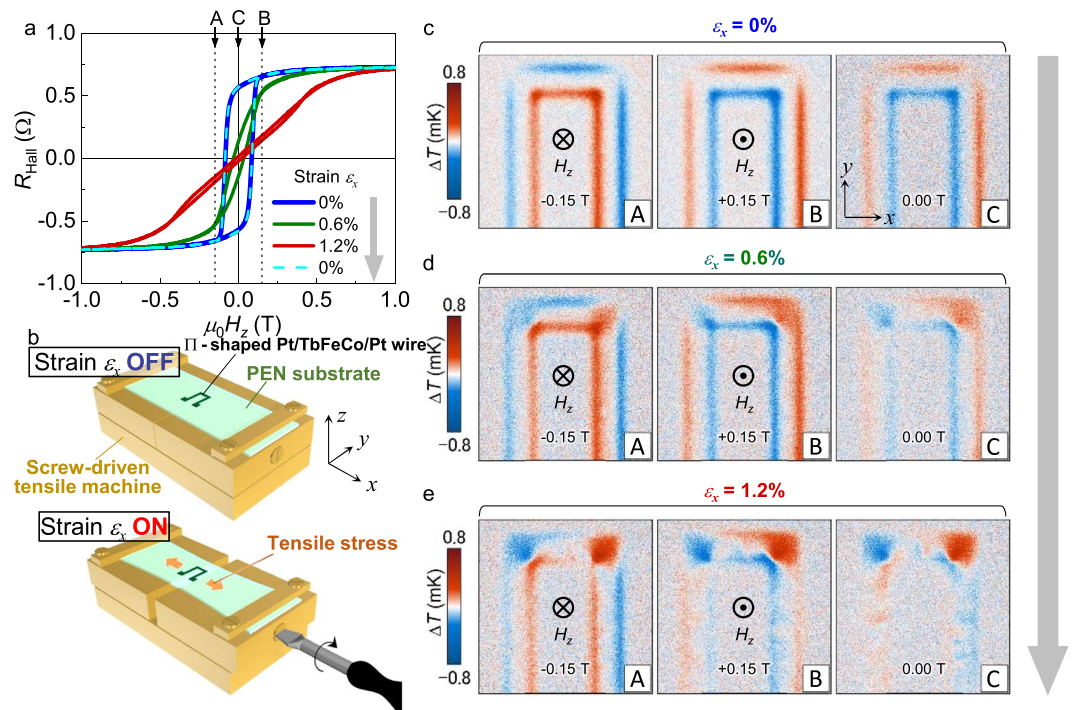 a
A C B
1.0
0.5
0.0
-0.5
-1.0
R_Hall (Ω)
Strain ε_x
0%
0.6%
1.2%
0%
-1.0 -0.5 0.0 0.5 1.0
μ₀H_z (T)
b
Strain ε_x OFF
Π - shaped Pt/TbFeCo/Pt wire
PEN substrate
Screw-driven
tensile machine
z
y
x
Strain ε_x ON
Tensile stress
c
ε_x = 0%
0.8
ΔT (mK)
−0.8
H_z
-0.15 T
A
H_z
+0.15 T
B
y
x
0.00 T
C
d
ε_x = 0.6%
0.8
ΔT (mK)
−0.8
H_z
-0.15 T
A
H_z
+0.15 T
B
0.00 T
C
e
ε_x = 1.2%
0.8
ΔT (mK)
−0.8
H_z
-0.15 T
A
H_z
+0.15 T
B
0.00 T
C